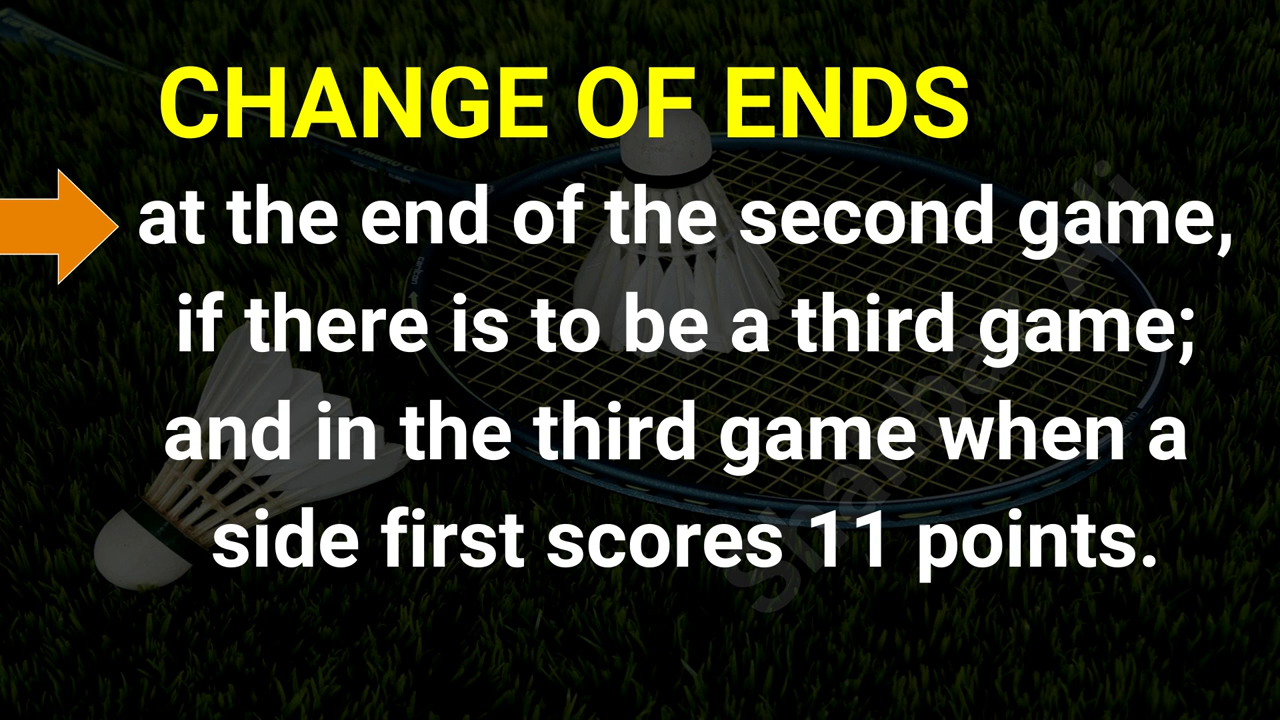 CHANGE OF ENDS
at the end of the second game,
if there is to be a third game;
and in the third game when a
side first scores 11 points.